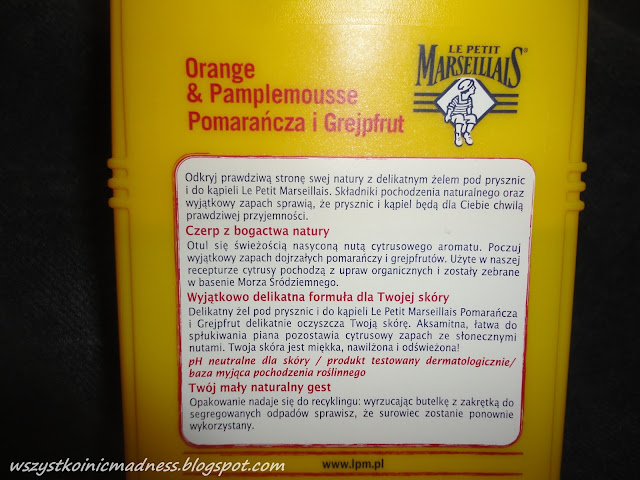 LE PETIT
MARSEILLAIS®
Orange
& Pamplemousse
Pomarańcza i Grejpfrut
Odkryj prawdziwą stronę swej natury z delikatnym żelem pod prysznic
i do kąpieli Le Petit Marseillais. Składniki pochodzenia naturalnego oraz
wyjątkowy zapach sprawią, że prysznic i kąpiel będą dla Ciebie chwilą
prawdziwej przyjemności.
Czerp z bogactwa natury
Otul się świeżością nasyconą nutą cytrusowego aromatu. Poczuj
wyjątkowy zapach dojrzałych pomarańczy i grejpfrutów. Użyte w naszej
recepturze cytrusy pochodzą z upraw organicznych i zostały zebrane
w basenie Morza Śródziemnego.
Wyjątkowo delikatna formuła dla Twojej skóry
Delikatny żel pod prysznic i do kąpieli Le Petit Marseillais Pomarańcza
i Grejpfrut delikatnie oczyszcza Twoją skórę. Aksamitna, łatwa do
spłukiwania piana pozostawia cytrusowy zapach ze słonecznymi
nutami. Twoja skóra jest miękka, nawilżona i odświeżona!
pH neutralne dla skóry / produkt testowany dermatologicznie/
baza myjąca pochodzenia roślinnego
Twój mały naturalny gest
Opakowanie nadaje się do recyklingu: wyrzucając butelkę z zakrętką do
segregowanych odpadów sprawisz, że surowiec zostanie ponownie
wykorzystany.
www.lpm.pl
wszystkoinicmadness.blogspot.com